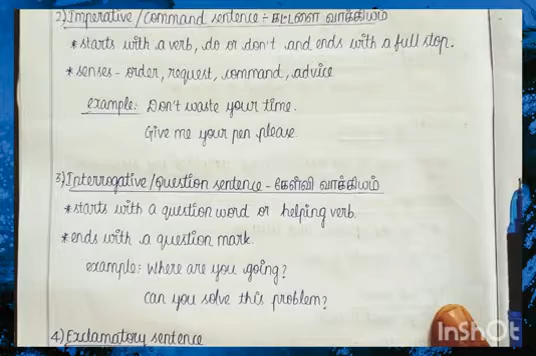 2) Imperative / Command sentence :- கட்டளை வாக்கியம்
* starts with a verb, do or don't and ends with a full stop.
* senses - order, request, command, advice
example: Don't waste your time.
Give me your pen please.
3) Interrogative / Question sentence - கேள்வி வாக்கியம்
* starts with a question word or helping verb.
* ends with a question mark.
example: Where are you going?
Can you solve this problem?
4) Exclamatory sentence
InShOt